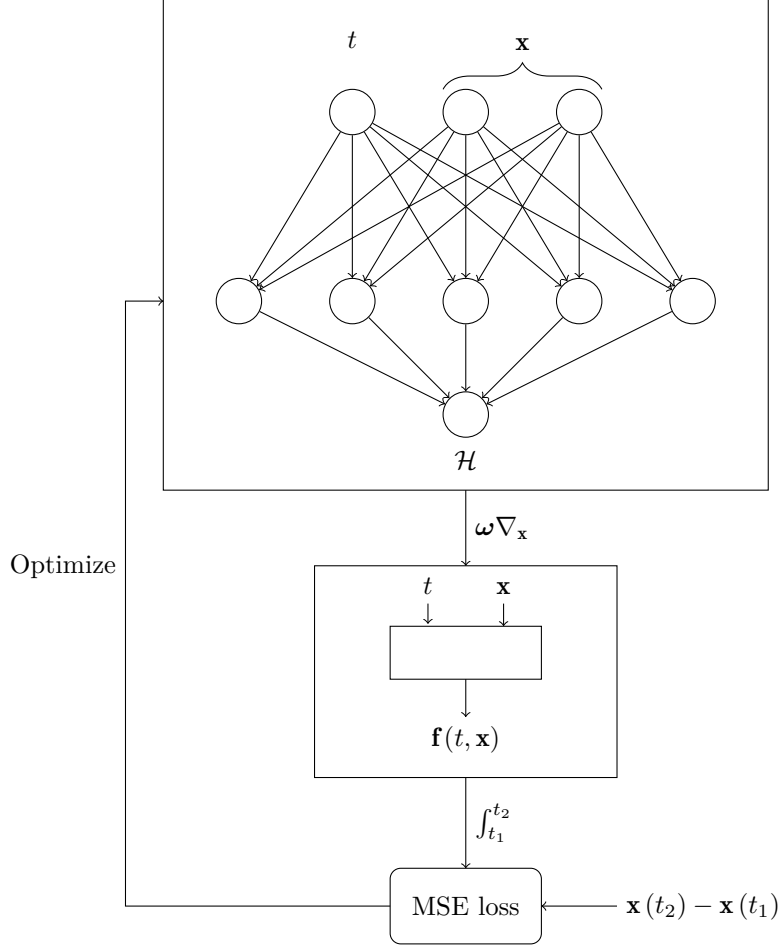 t x
ℋ
ω∇ₓ
Optimize
t x
f (t, x)
∫_{t₁}^{t₂}
MSE loss
x (t₂) − x (t₁)